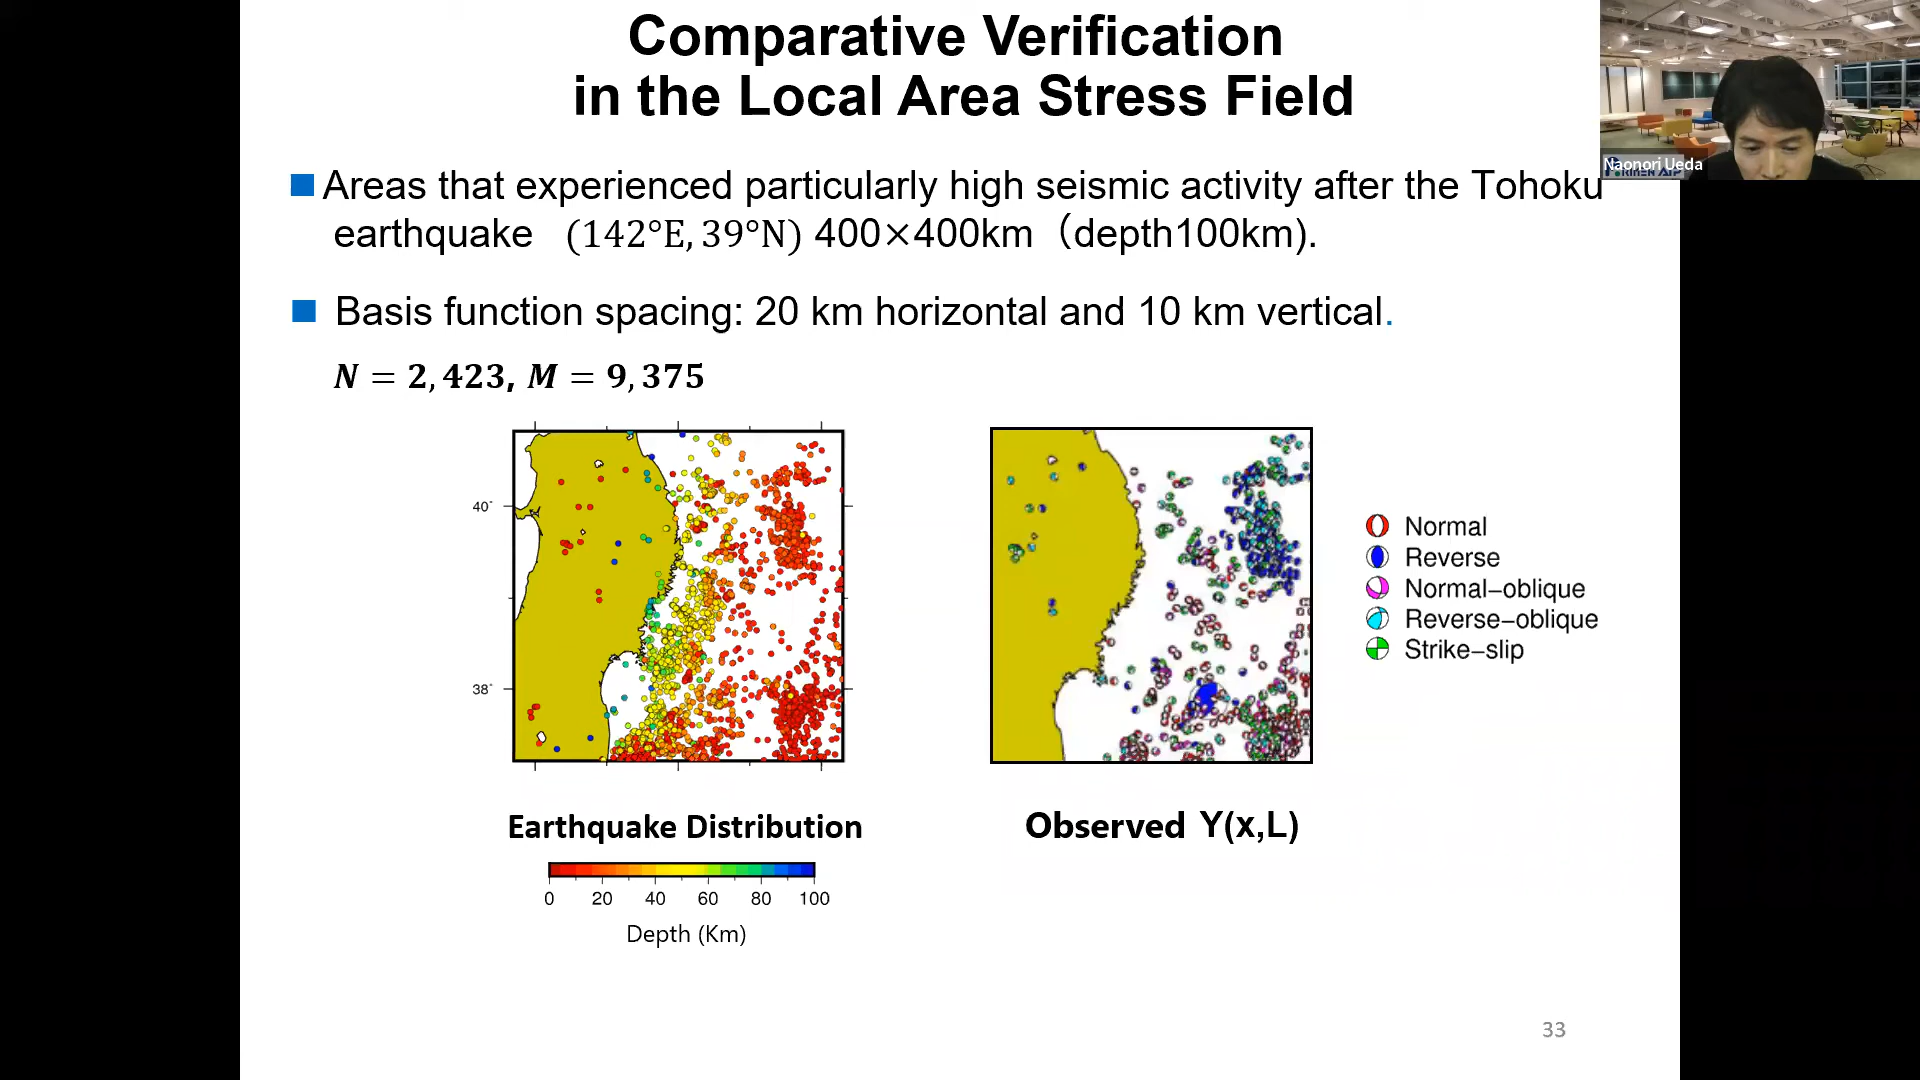 Comparative Verification
in the Local Area Stress Field
Naonori Ueda
Areas that experienced particularly high seismic activity after the Tohoku
earthquake (142°E, 39°N) 400×400km（depth100km).
Basis function spacing: 20 km horizontal and 10 km vertical.
N = 2,423, M = 9,375
40°
38°
Normal
Reverse
Normal−oblique
Reverse−oblique
Strike−slip
Earthquake Distribution
Observed Y(x,L)
0 20 40 60 80 100
Depth (Km)
33